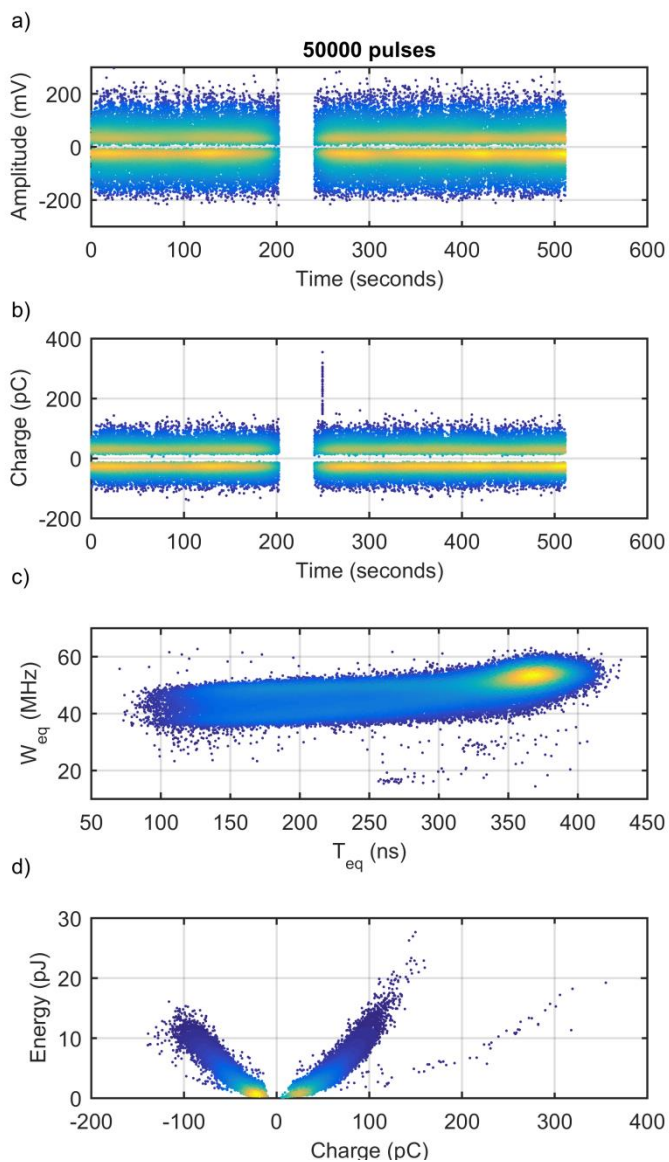 a)
50000 pulses
Amplitude (mV)
200
0
-200
0 100 200 300 400 500 600
Time (seconds)
b)
Charge (pC)
400
200
0
-200
0 100 200 300 400 500 600
Time (seconds)
c)
W_eq (MHz)
60
40
20
50 100 150 200 250 300 350 400 450
T_eq (ns)
d)
Energy (pJ)
30
20
10
0
-200 -100 0 100 200 300 400
Charge (pC)